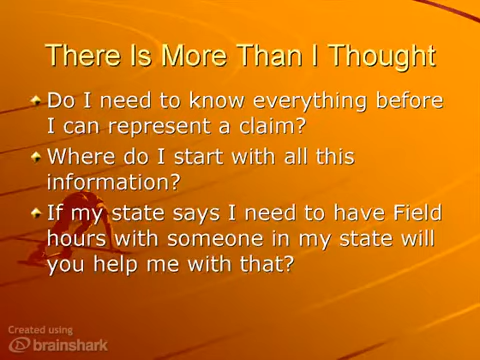 There Is More Than I Thought
Do I need to know everything before
I can represent a claim?
Where do I start with all this
information?
If my state says I need to have Field
hours with someone in my state will
you help me with that?
Created using
brainshark